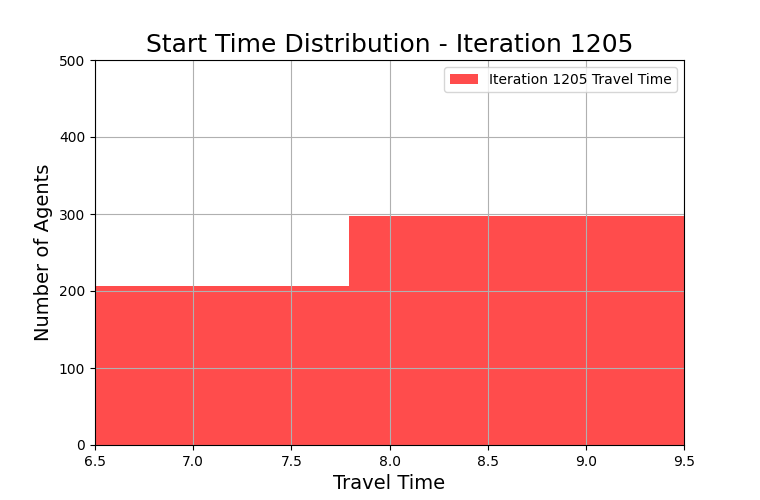 Start Time Distribution - Iteration 1205
Iteration 1205 Travel Time
Number of Agents
500
400
300
200
100
0
6.5 7.0 7.5 8.0 8.5 9.0 9.5
Travel Time